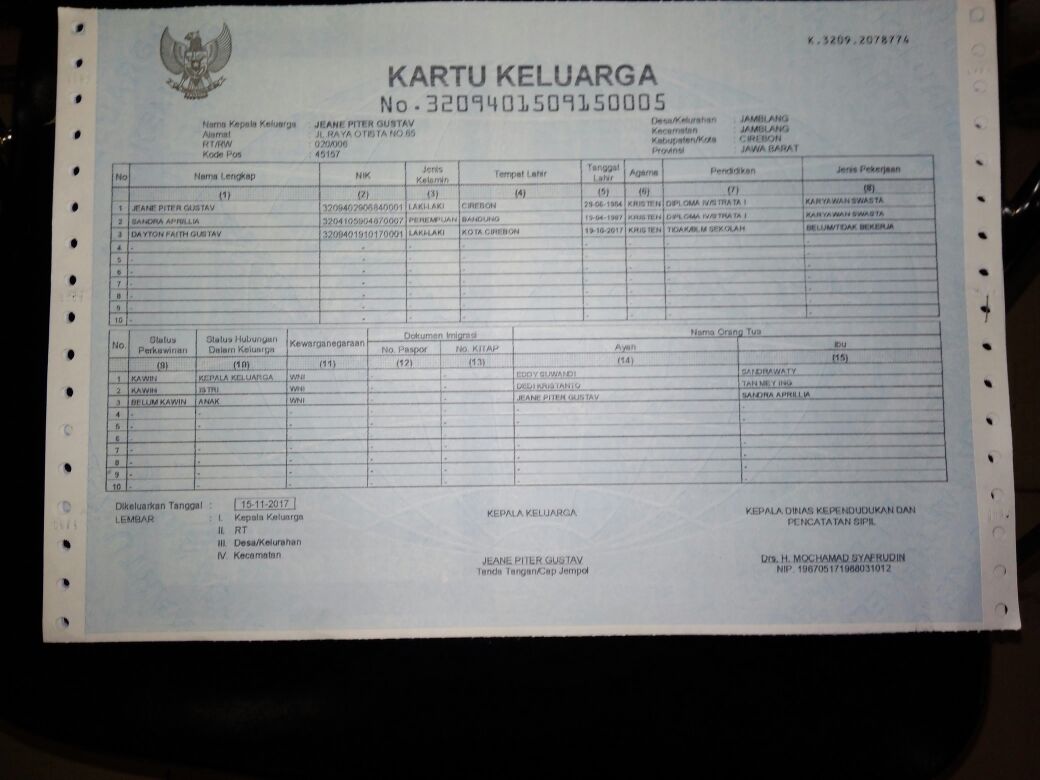 K.3209.2078774
KARTU KELUARGA
No.3209401509150005
Nama Kepala Keluarga : JEANE PITER GUSTAV
Alamat : JL. RAYA OTISTA NO.65
RT/RW : 020/006
Kode Pos : 45157
Desa/Kelurahan : JAMBLANG
Kecamatan : JAMBLANG
Kabupaten/Kota : CIREBON
Provinsi : JAWA BARAT
No Nama Lengkap NIK Jenis Kelamin Tempat Lahir Tanggal Lahir Agama Pendidikan Jenis Pekerjaan
(1) (2) (3) (4) (5) (6) (7) (8)
1 JEANE PITER GUSTAV 3209402906840001 LAKI-LAKI CIREBON 29-06-1984 KRISTEN DIPLOMA IV/STRATA I KARYAWAN SWASTA
2 SANDRA APRILLIA 3204105904870007 PEREMPUAN BANDUNG 19-04-1987 KRISTEN DIPLOMA IV/STRATA I KARYAWAN SWASTA
3 DAYTON FAITH GUSTAV 3209401910170001 LAKI-LAKI KOTA CIREBON 19-10-2017 KRISTEN TIDAK/BLM SEKOLAH BELUM/TIDAK BEKERJA
4 - - - - - - - -
5 - - - - - - - -
6 - - - - - - - -
7 - - - - - - - -
8 - - - - - - - -
9 - - - - - - - -
10 - - - - - - - -
No. Status Perkawinan Status Hubungan Dalam Keluarga Kewarganegaraan Dokumen Imigrasi Nama Orang Tua
No. Paspor No. KITAP Ayah Ibu
(9) (10) (11) (12) (13) (14) (15)
1 KAWIN KEPALA KELUARGA WNI - - EDDY SUWANDI SANDRAWATY
2 KAWIN ISTRI WNI - - DEDI KRISTANTO TAN MEY ING
3 BELUM KAWIN ANAK WNI - - JEANE PITER GUSTAV SANDRA APRILLIA
4 - - - - - - -
5 - - - - - - -
6 - - - - - - -
7 - - - - - - -
8 - - - - - - -
9 - - - - - - -
10 - - - - - - -
Dikeluarkan Tanggal : 15-11-2017
LEMBAR : I. Kepala Keluarga
II. RT
III. Desa/Kelurahan
IV. Kecamatan
KEPALA KELUARGA
JEANE PITER GUSTAV
Tanda Tangan/Cap Jempol
KEPALA DINAS KEPENDUDUKAN DAN
PENCATATAN SIPIL
Drs. H. MOCHAMAD SYAFRUDIN
NIP. 196705171988031012